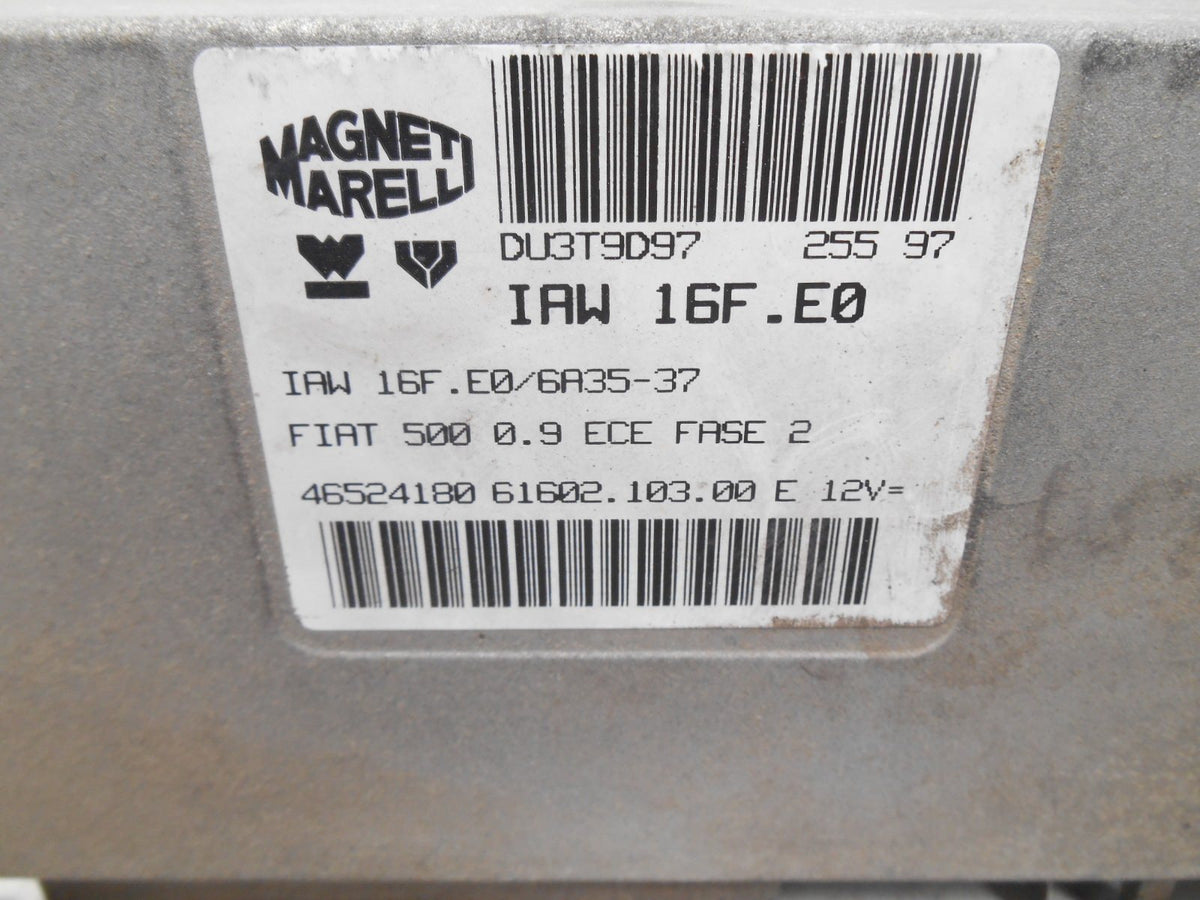 MAGNETI
MARELLI
DU3T9D97 255 97
IAW 16F.E0
IAW 16F.E0/6A35-37
FIAT 500 0.9 ECE FASE 2
46524180 61602.103.00 E 12V=